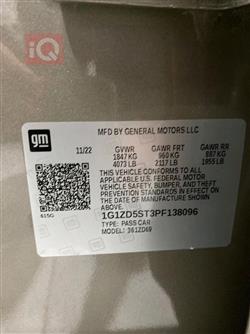 iQ
gm
MFD BY GENERAL MOTORS LLC
11/22 GVWR GAWR FRT GAWR RR
1847 KG 960 KG 887 KG
4073 LB 2117 LB 1955 LB
THIS VEHICLE CONFORMS TO ALL
APPLICABLE U.S. FEDERAL MOTOR
VEHICLE SAFETY, BUMPER, AND THEFT
PREVENTION STANDARDS IN EFFECT ON
THE DATE OF MANUFACTURE SHOWN
ABOVE.
615G
1G1ZD5ST3PF138096
TYPE: PASS CAR
MODEL: 361ZD69